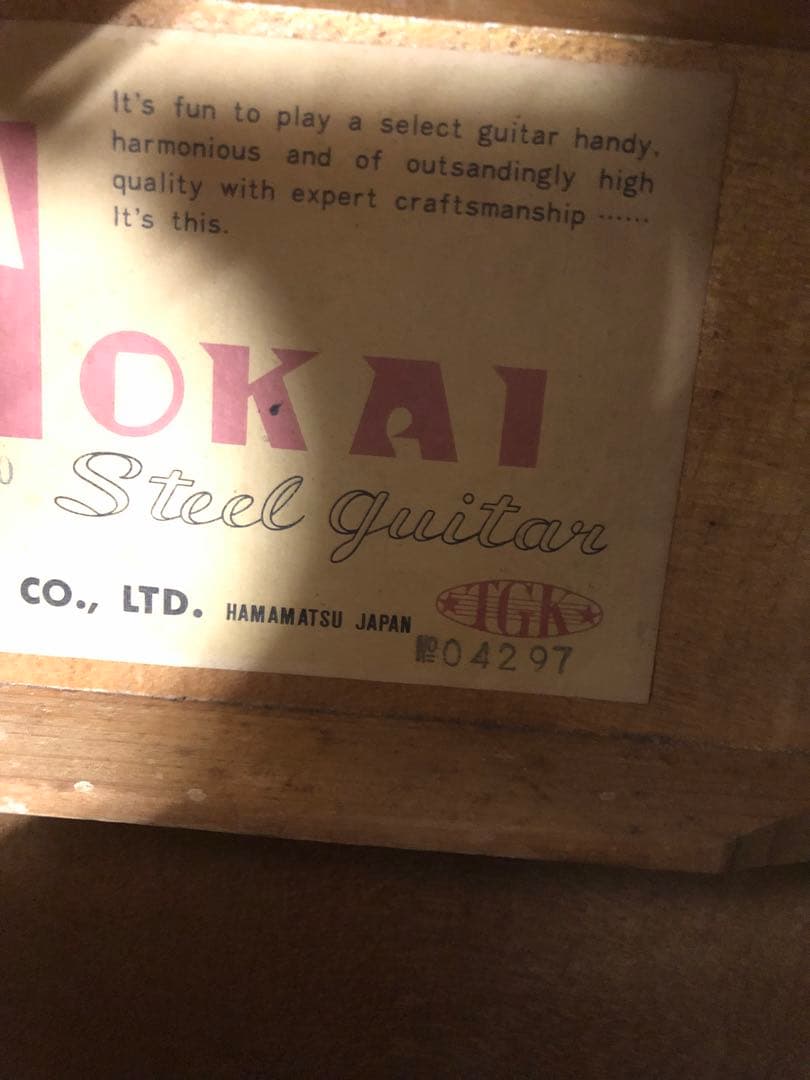 It's fun to play a select guitar handy,
harmonious and of outsandingly high
quality with expert craftsmanship ······
It's this.
OKAI
Steel guitar
CO., LTD. HAMAMATSU JAPAN
TGK
№04297